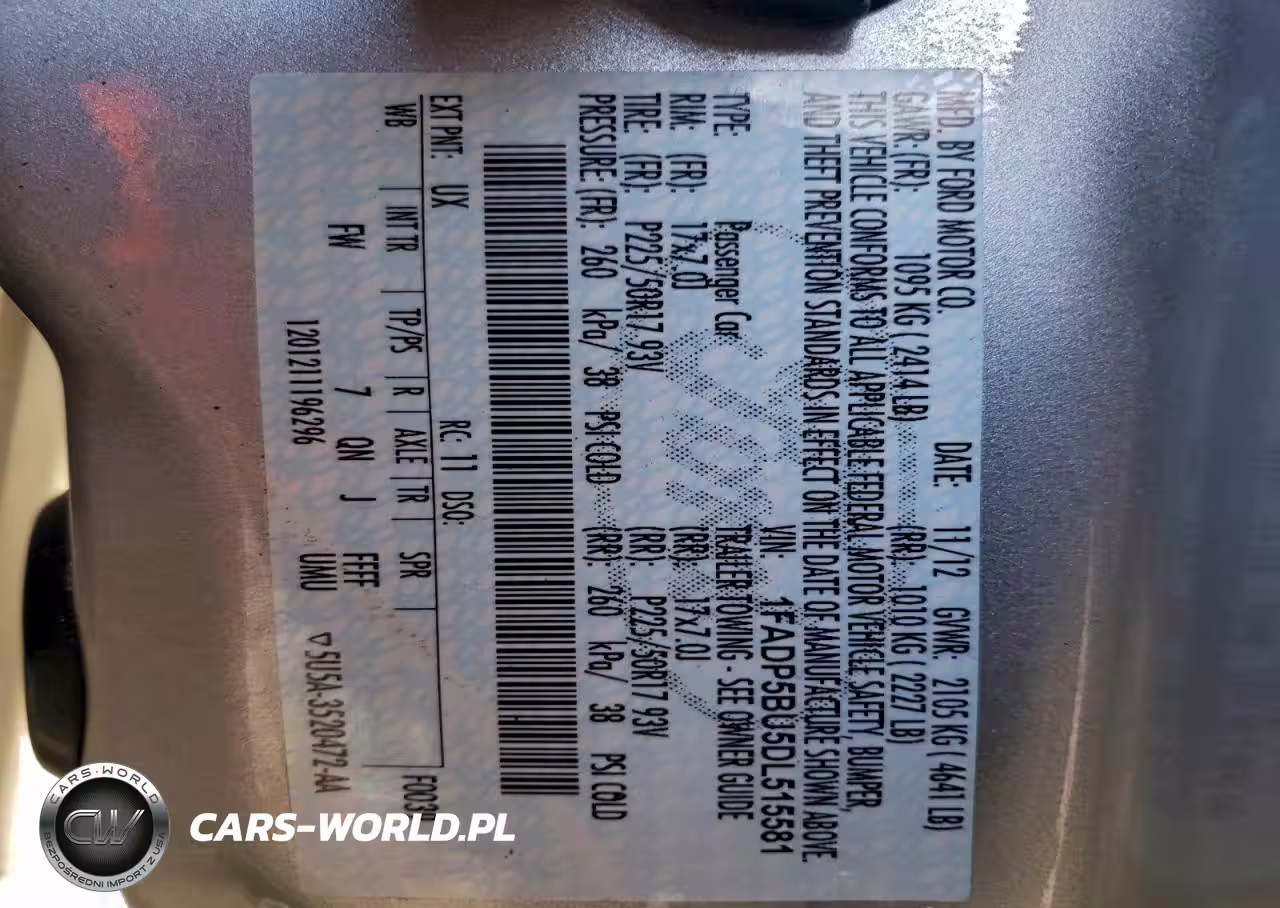 MFD. BY FORD MOTOR CO.
DATE: 11/12 GVWR: 2105 KG ( 4641 LB)
GAWR: (FR): 1095 KG ( 2414 LB) (RR): 1010 KG ( 2227 LB)
THIS VEHICLE CONFORMS TO ALL APPLICABLE FEDERAL MOTOR VEHICLE SAFETY, BUMPER,
AND THEFT PREVENTION STANDARDS IN EFFECT ON THE DATE OF MANUFACTURE SHOWN ABOVE.
VIN: 1FADP5BU5DL515581
TYPE: Passenger Car TRAILER TOWING - SEE OWNER GUIDE
RIM: (FR): 17x7.0J (RR): 17x7.0J
TIRE: (FR): P225/50R17 93V (RR): P225/50R17 93V
PRESSURE: (FR): 260 kPa/ 38 PSI COLD (RR): 260 kPa/ 38 PSI COLD
EXT PNT: UX RC: 11 DSO:
WB INT TR TP/PS R AXLE TR SPR
FW 7 QN J FFFF
1201211196296 UMU ▽5U5A-3520472-AA
CARS-WORLD
CW
BEZPOŚREDNI IMPORT Z USA
CARS-WORLD.PL